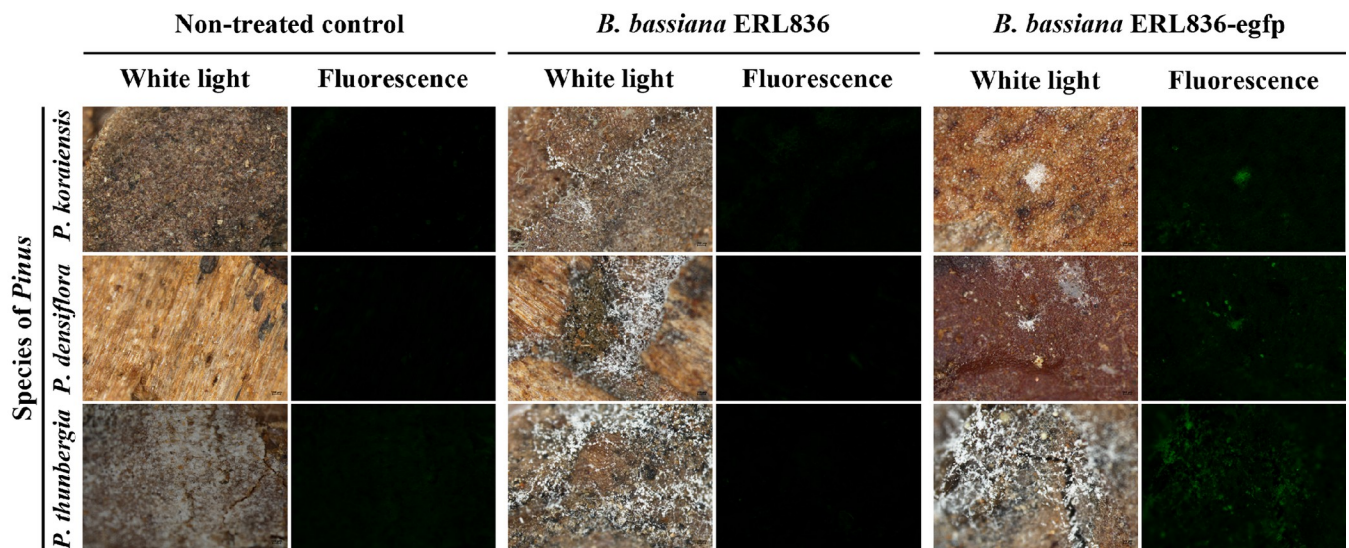 Non-treated control
B. bassiana ERL836
B. bassiana ERL836-egfp
White light
Fluorescence
White light
Fluorescence
White light
Fluorescence
Species of Pinus
P. koraiensis
P. densiflora
P. thunbergia